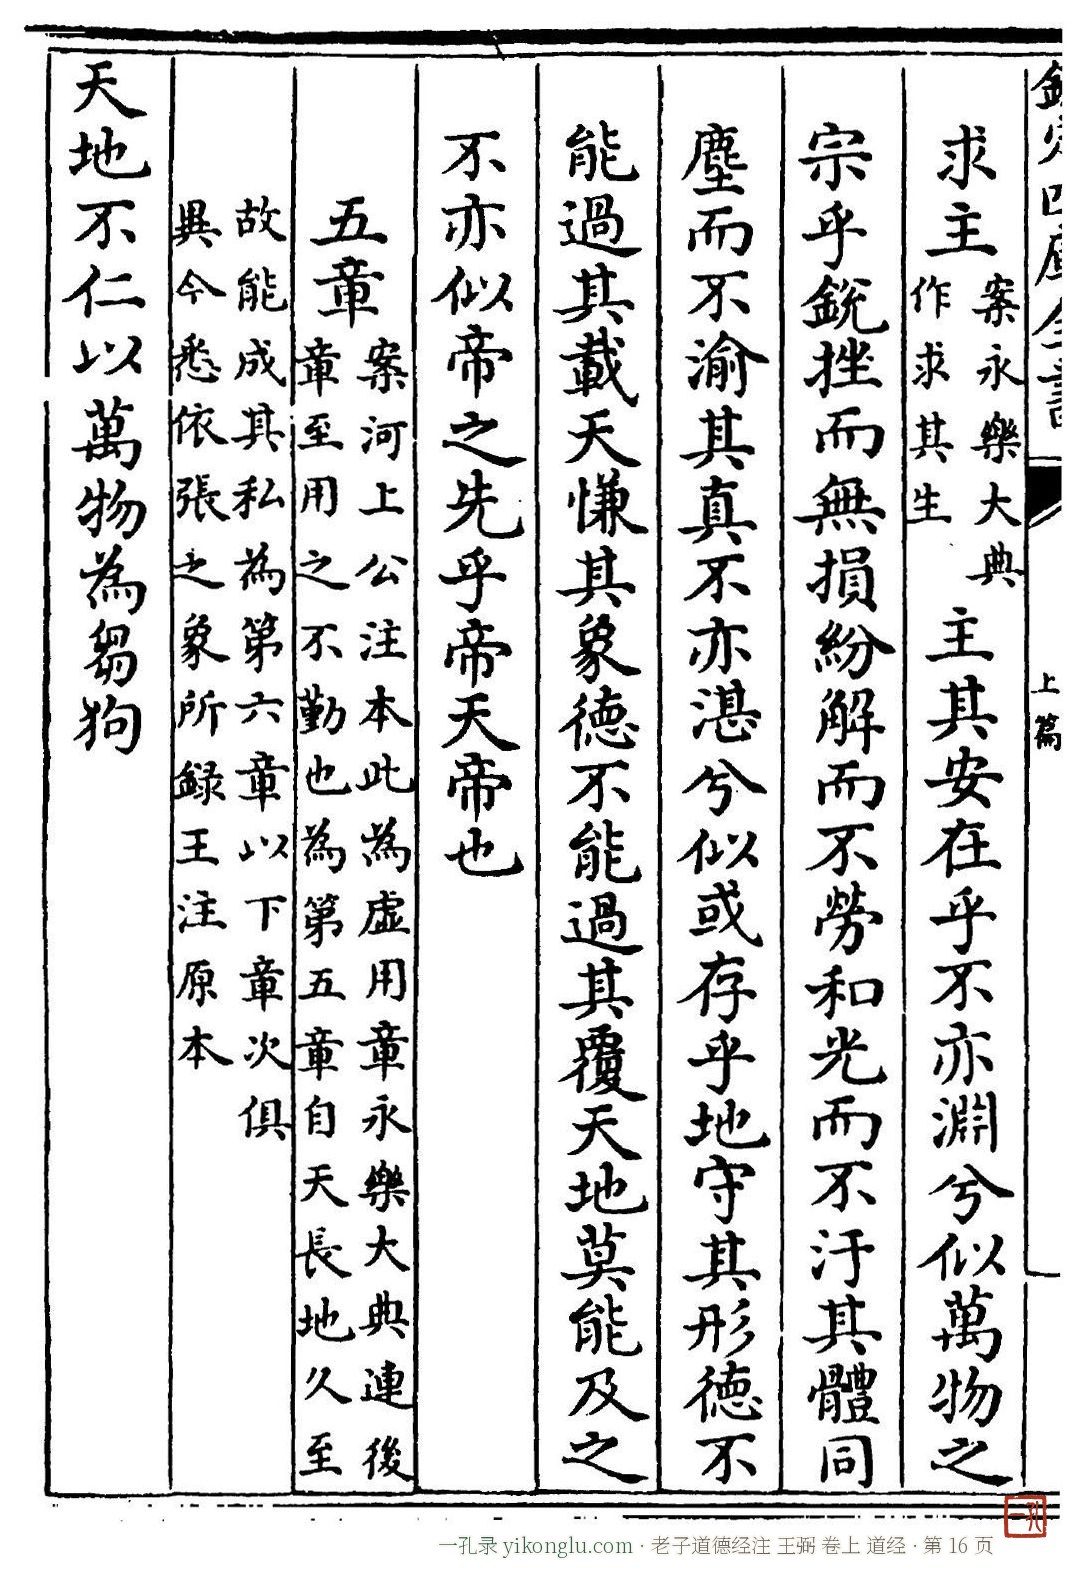 欽定四庫全書
上篇
求主案永樂大典作求其生主其安在乎不亦淵兮似萬物之
宗乎銳挫而無損紛解而不勞和光而不汙其體同
塵而不渝其真不亦湛兮似或存乎地守其形德不
能過其載天慊其象德不能過其覆天地莫能及之
不亦似帝之先乎帝天帝也
五章案河上公注本此為虛用章永樂大典連後章至用之不勤也為第五章自天長地久至
故能成其私為第六章以下章次俱異今悉依張之象所録王注原本
天地不仁以萬物為芻狗
一孔
一孔录 yikonglu.com · 老子道德经注 王弼 卷上 道经 · 第 16 页